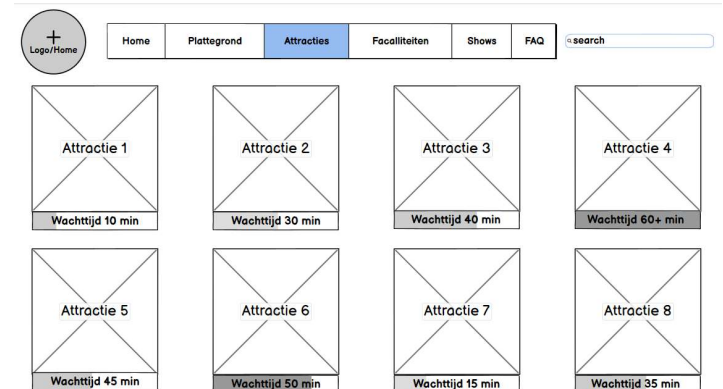 Logo/Home
Home Plattegrond Attracties Facalliteiten Shows FAQ search
Attractie 1 Attractie 2 Attractie 3 Attractie 4
Wachttijd 10 min Wachttijd 30 min Wachttijd 40 min Wachttijd 60+ min
Attractie 5 Attractie 6 Attractie 7 Attractie 8
Wachttijd 45 min Wachttijd 50 min Wachttijd 15 min Wachttijd 35 min